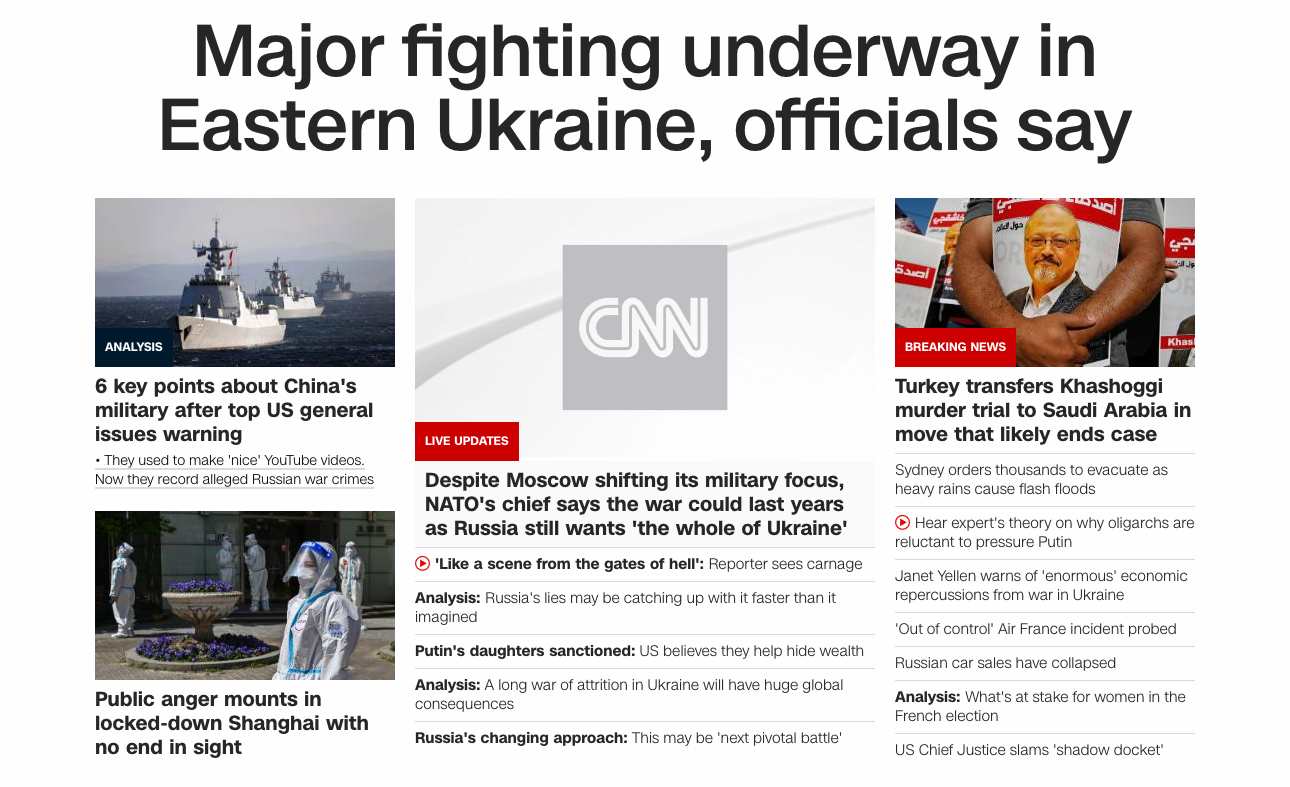 Major fighting underway in
Eastern Ukraine, officials say
ANALYSIS
6 key points about China's
military after top US general
issues warning
• They used to make 'nice' YouTube videos.
Now they record alleged Russian war crimes
Public anger mounts in
locked-down Shanghai with
no end in sight
CNN
LIVE UPDATES
Despite Moscow shifting its military focus,
NATO's chief says the war could last years
as Russia still wants 'the whole of Ukraine'
'Like a scene from the gates of hell': Reporter sees carnage
Analysis: Russia's lies may be catching up with it faster than it
imagined
Putin's daughters sanctioned: US believes they help hide wealth
Analysis: A long war of attrition in Ukraine will have huge global
consequences
Russia's changing approach: This may be 'next pivotal battle'
BREAKING NEWS
Turkey transfers Khashoggi
murder trial to Saudi Arabia in
move that likely ends case
Sydney orders thousands to evacuate as
heavy rains cause flash floods
Hear expert's theory on why oligarchs are
reluctant to pressure Putin
Janet Yellen warns of 'enormous' economic
repercussions from war in Ukraine
'Out of control' Air France incident probed
Russian car sales have collapsed
Analysis: What's at stake for women in the
French election
US Chief Justice slams 'shadow docket'